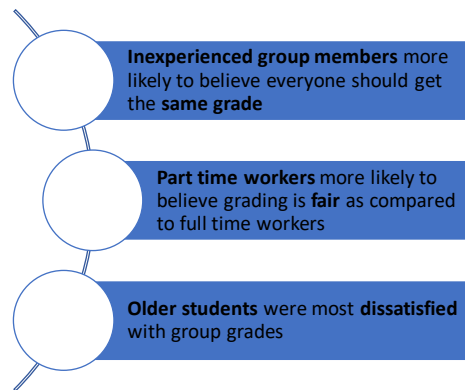 Inexperienced group members more
likely to believe everyone should get
the same grade
Part time workers more likely to
believe grading is fair as compared
to full time workers
Older students were most dissatisfied
with group grades